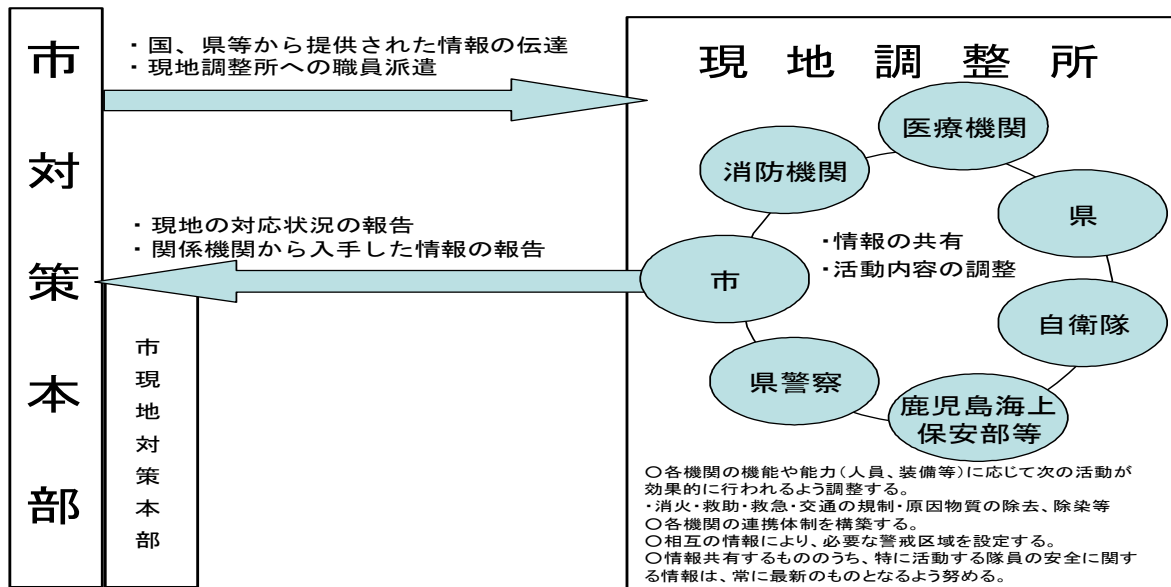 市対策本部
・国、県等から提供された情報の伝達
・現地調整所への職員派遣
・現地の対応状況の報告
・関係機関から入手した情報の報告
市現地対策本部
現地調整所
医療機関
消防機関
県
・情報の共有
・活動内容の調整
市
自衛隊
県警察
鹿児島海上
保安部等
○各機関の機能や能力(人員、装備等)に応じて次の活動が
効果的に行われるよう調整する。
・消火・救助・救急・交通の規制・原因物質の除去、除染等
○各機関の連携体制を構築する。
○相互の情報により、必要な警戒区域を設定する。
○情報共有するもののうち、特に活動する隊員の安全に関す
る情報は、常に最新のものとなるよう努める。